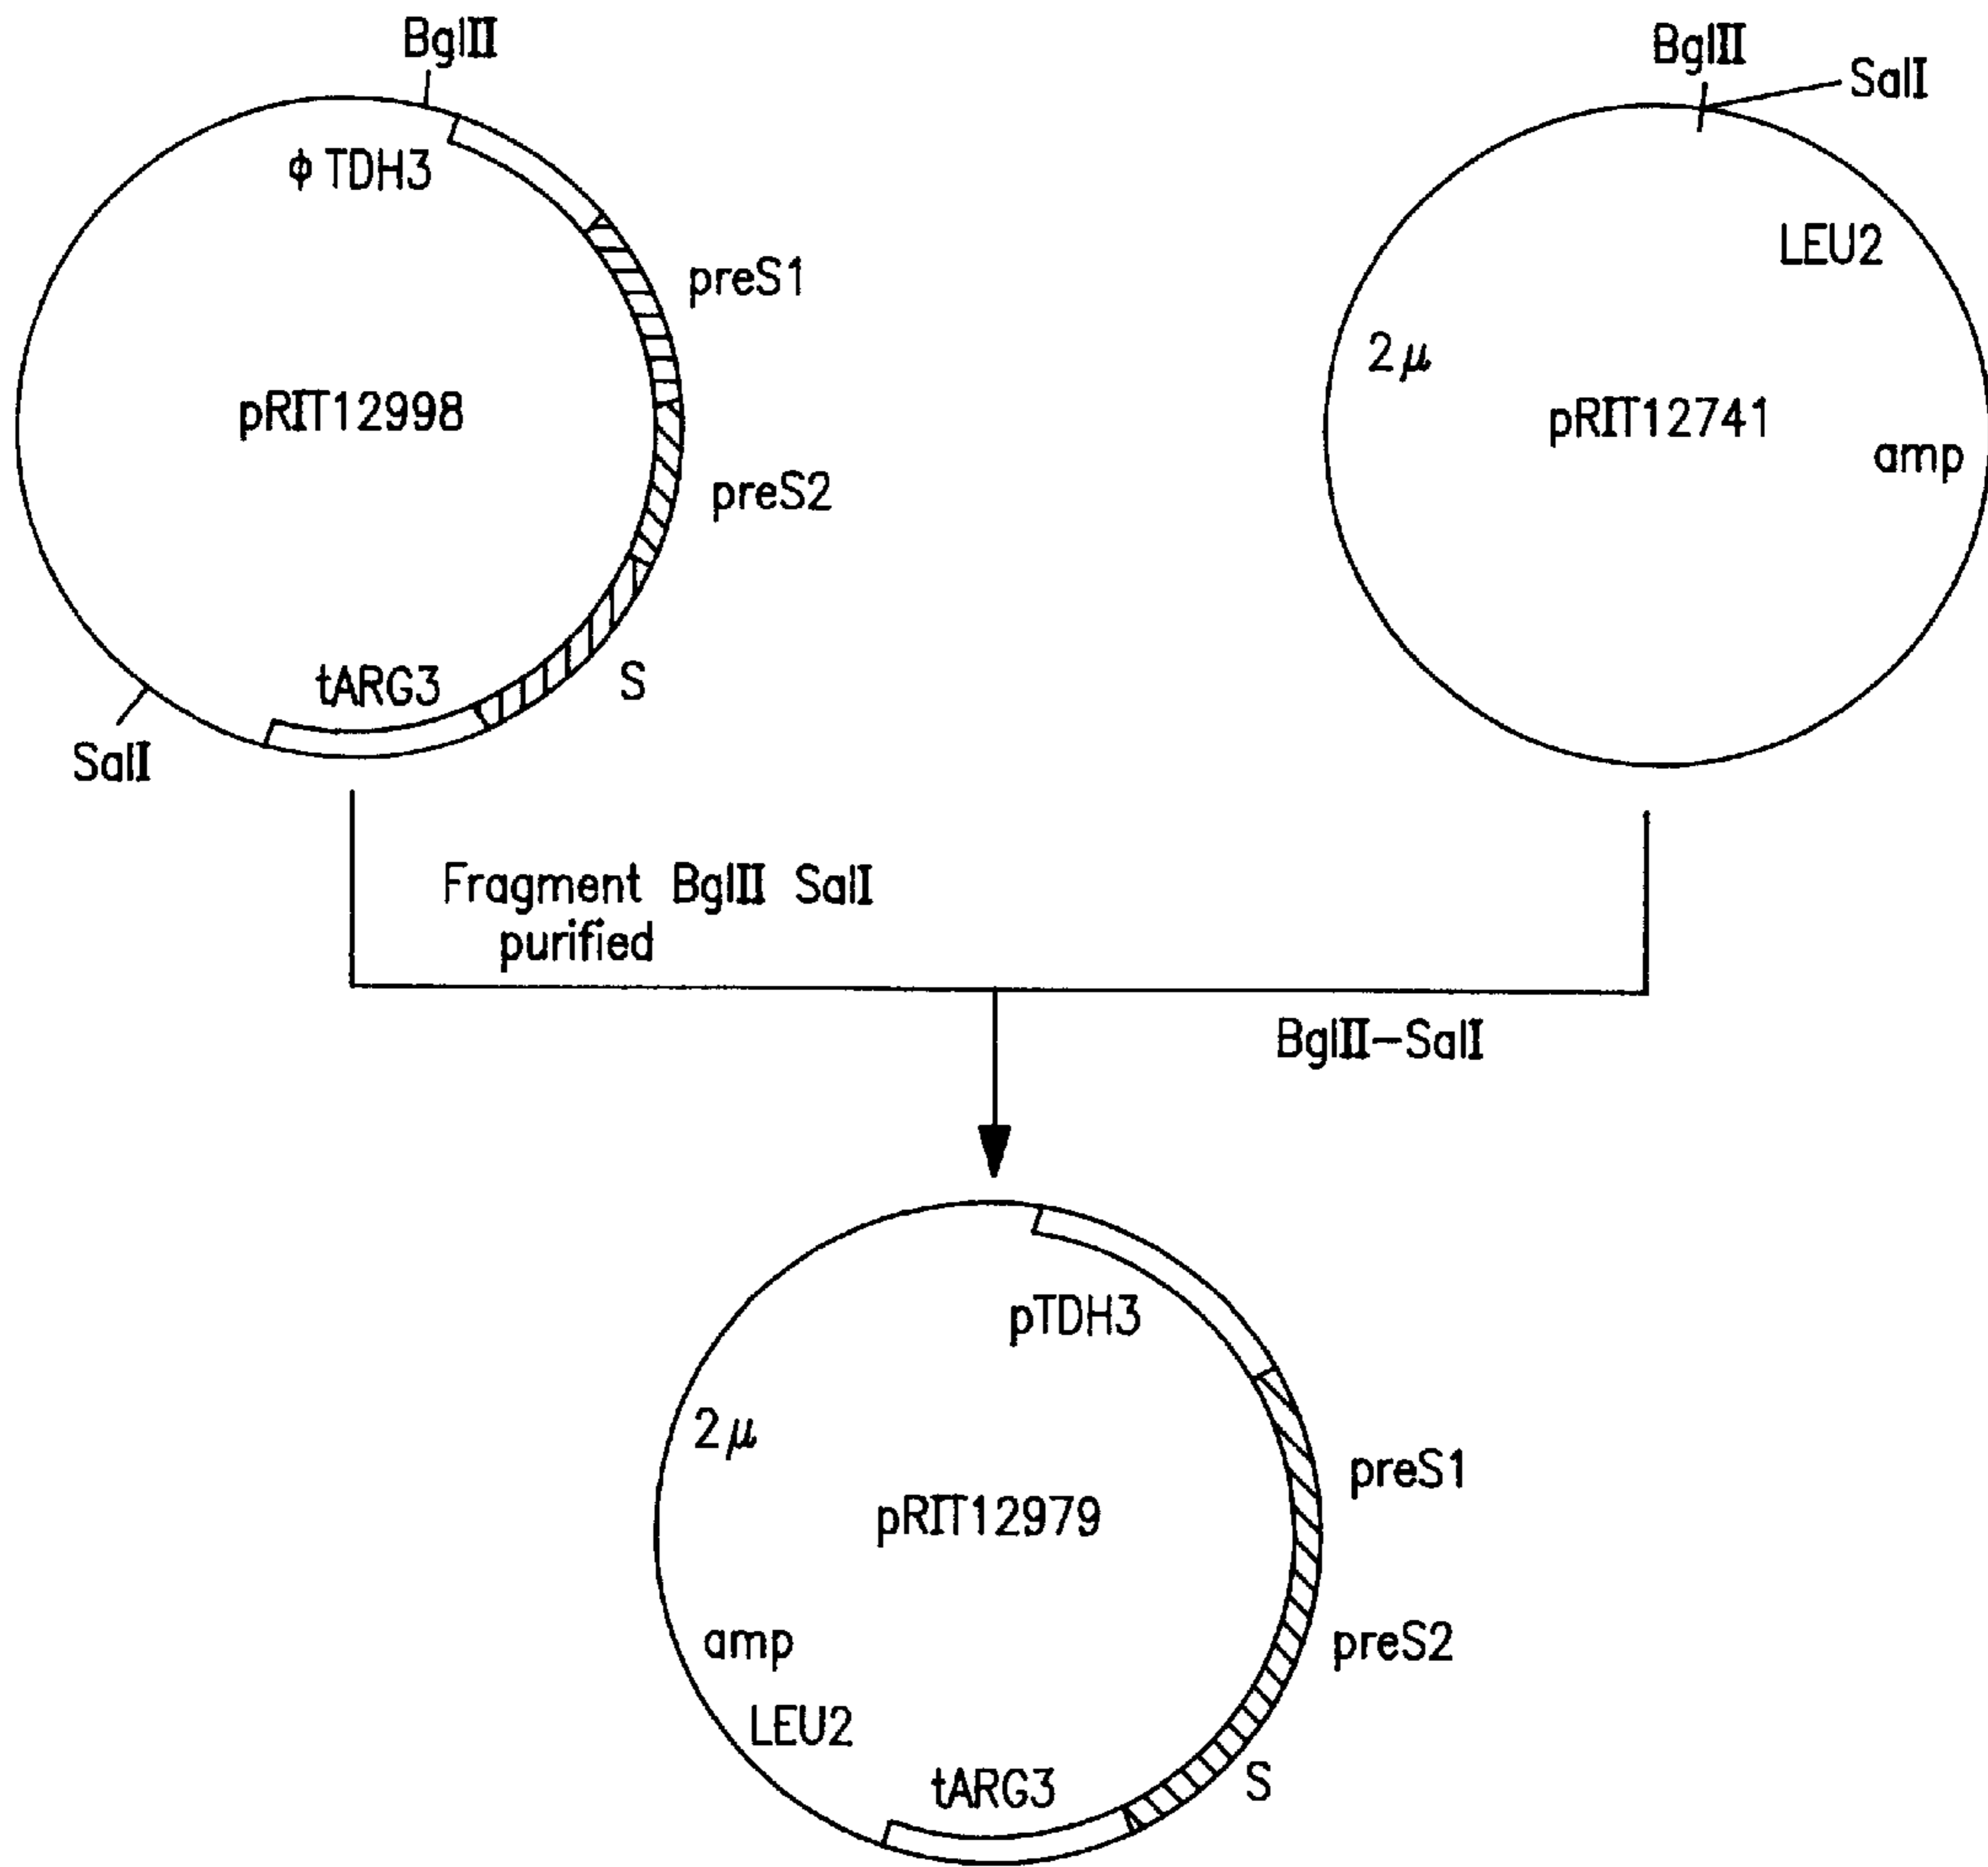 BglII
ϕTDH3
preS1
pRIT12998
preS2
tARG3
S
SalI
BglII
SalI
LEU2
2μ
pRIT12741
amp
Fragment BglII SalI
purified
BglII-SalI
pTDH3
2μ
preS1
pRIT12979
amp
preS2
LEU2
tARG3
S